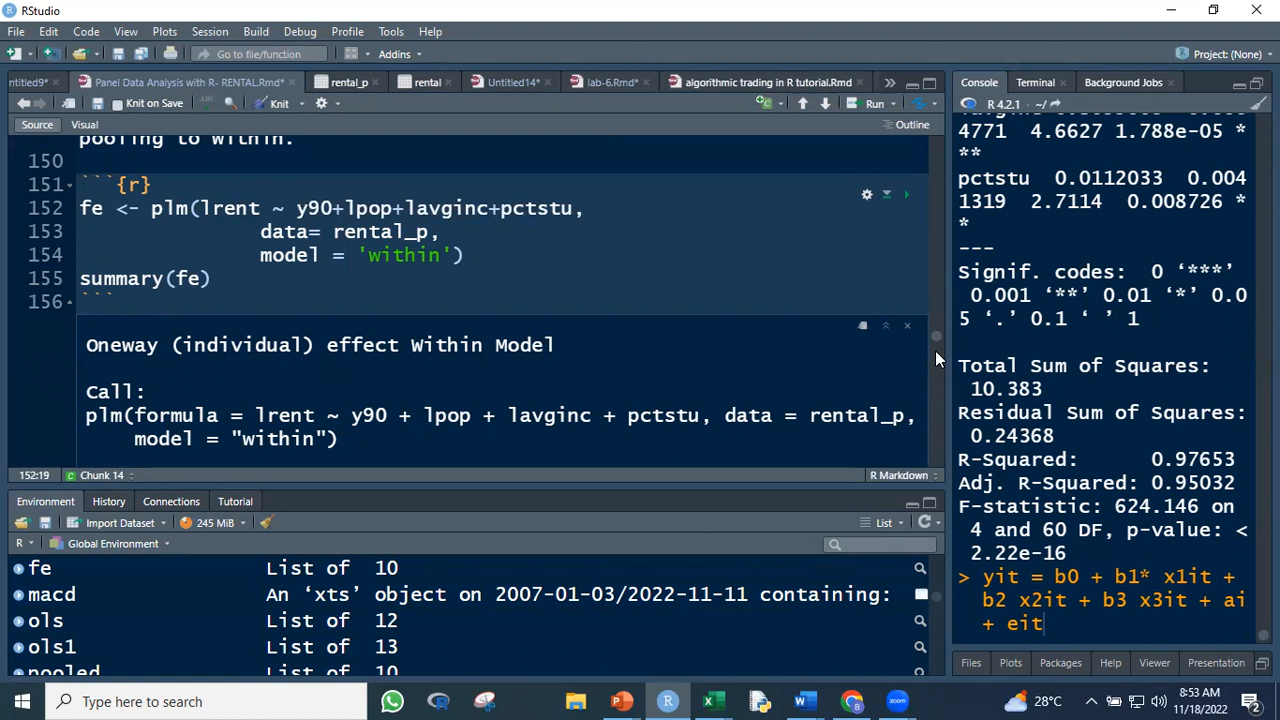 RStudio
File Edit Code View Plots Session Build Debug Profile Tools Help
Go to file/function Addins Project: (None)
ntitled9* Panel Data Analysis with R- RENTAL.Rmd* rental_p rental Untitled14* lab-6.Rmd* algorithmic trading in R tutorial.Rmd
Knit on Save Knit Run
Source Visual Outline
pooling to within.
150
151 ```{r}
152 fe <- plm(lrent ~ y90+lpop+lavginc+pctstu,
153 data= rental_p,
154 model = 'within')
155 summary(fe)
156 ```
Oneway (individual) effect Within Model
Call:
plm(formula = lrent ~ y90 + lpop + lavginc + pctstu, data = rental_p,
model = "within")
152:19 Chunk 14 R Markdown
Environment History Connections Tutorial
Import Dataset 245 MiB List
R Global Environment
fe List of 10
macd An ‘xts’ object on 2007-01-03/2022-11-11 containing:
ols List of 12
ols1 List of 13
pooled List of 10
Console Terminal Background Jobs
R 4.2.1 · ~/
4771 4.6627 1.788e-05 *
**
pctstu 0.0112033 0.004
1319 2.7114 0.008726 *
*
---
Signif. codes: 0 ‘***’
0.001 ‘**’ 0.01 ‘*’ 0.0
5 ‘.’ 0.1 ‘ ’ 1
Total Sum of Squares:
10.383
Residual Sum of Squares:
0.24368
R-Squared: 0.97653
Adj. R-Squared: 0.95032
F-statistic: 624.146 on
4 and 60 DF, p-value: <
2.22e-16
> yit = b0 + b1* x1it +
b2 x2it + b3 x3it + ai
+ eit
Files Plots Packages Help Viewer Presentation
Type here to search 28°C 8:53 AM
11/18/2022 2